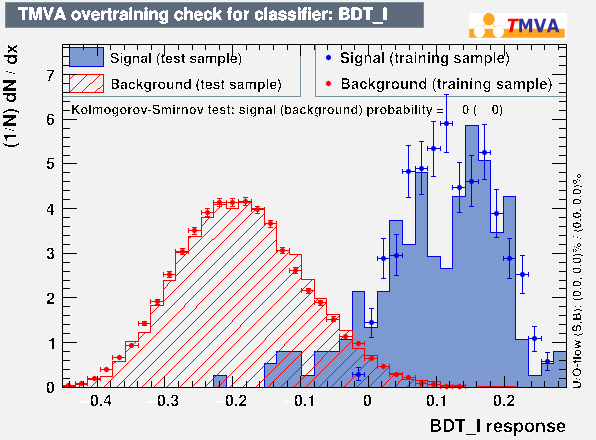 TMVA overtraining check for classifier: BDT_I
TMVA
Signal (test sample)
Signal (training sample)
Background (test sample)
Background (training sample)
Kolmogorov-Smirnov test: signal (background) probability = 0 ( 0)
(1/N) dN / dx
7
6
5
4
3
2
1
0
−0.4 −0.3 −0.2 −0.1 0 0.1 0.2
BDT_I response
U/O-flow (S,B): (0.0, 0.0)% / (0.0, 0.0)%